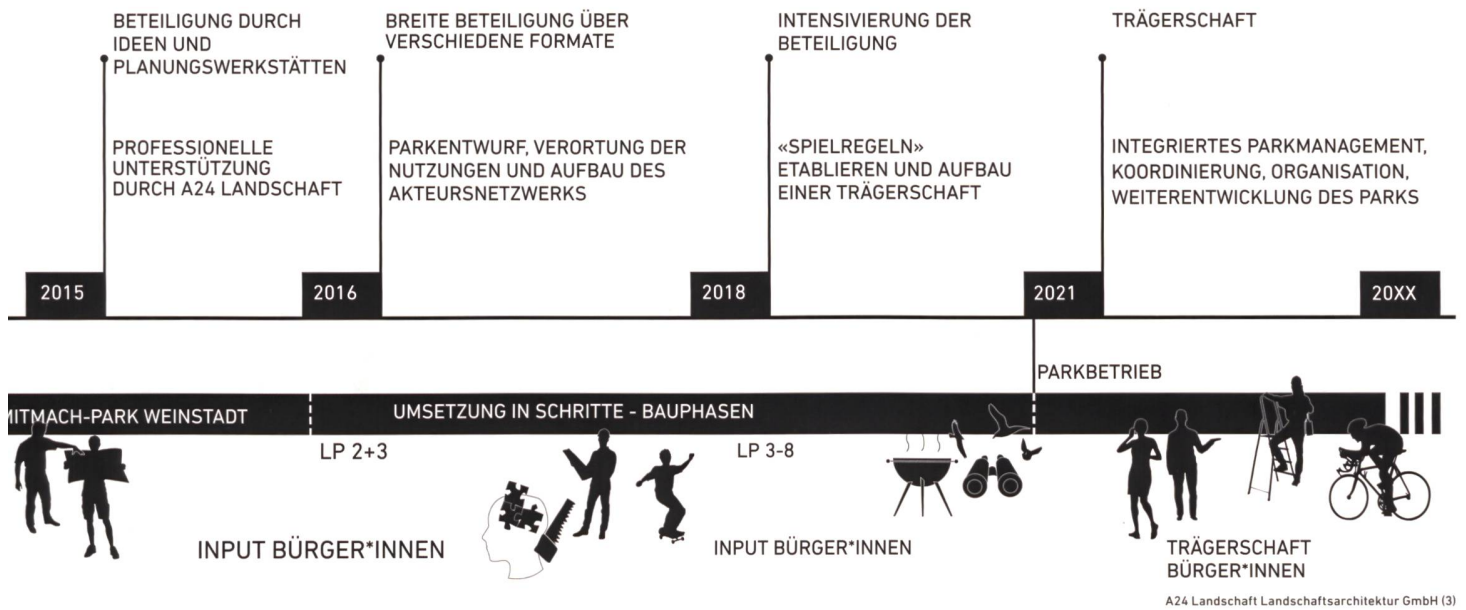 BETEILIGUNG DURCH
IDEEN UND
PLANUNGSWERKSTÄTTEN
PROFESSIONELLE
UNTERSTÜTZUNG
DURCH A24 LANDSCHAFT
BREITE BETEILIGUNG ÜBER
VERSCHIEDENE FORMATE
PARKENTWURF, VERORTUNG DER
NUTZUNGEN UND AUFBAU DES
AKTEURSNETZWERKS
INTENSIVIERUNG DER
BETEILIGUNG
«SPIELREGELN»
ETABLIEREN UND AUFBAU
EINER TRÄGERSCHAFT
TRÄGERSCHAFT
INTEGRIERTES PARKMANAGEMENT,
KOORDINIERUNG, ORGANISATION,
WEITERENTWICKLUNG DES PARKS
2015
2016
2018
2021
20XX
PARKBETRIEB
MITMACH-PARK WEINSTADT
UMSETZUNG IN SCHRITTE - BAUPHASEN
LP 2+3
LP 3-8
INPUT BÜRGER*INNEN
INPUT BÜRGER*INNEN
TRÄGERSCHAFT
BÜRGER*INNEN
A24 Landschaft Landschaftsarchitektur GmbH (3)